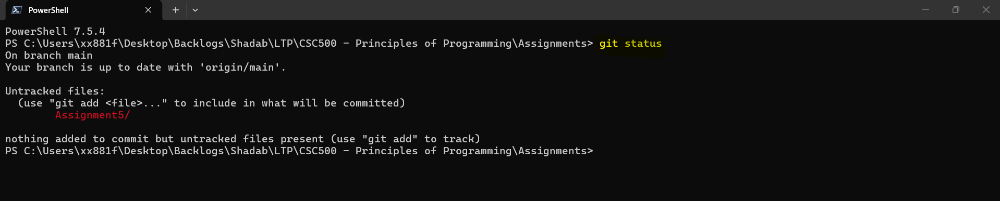 PowerShell
PowerShell 7.5.4
PS C:\Users\xx881f\Desktop\Backlogs\Shadab\LTP\CSC500 - Principles of Programming\Assignments> git status
On branch main
Your branch is up to date with 'origin/main'.
Untracked files:
  (use "git add <file>..." to include in what will be committed)
        Assignment5/
nothing added to commit but untracked files present (use "git add" to track)
PS C:\Users\xx881f\Desktop\Backlogs\Shadab\LTP\CSC500 - Principles of Programming\Assignments>